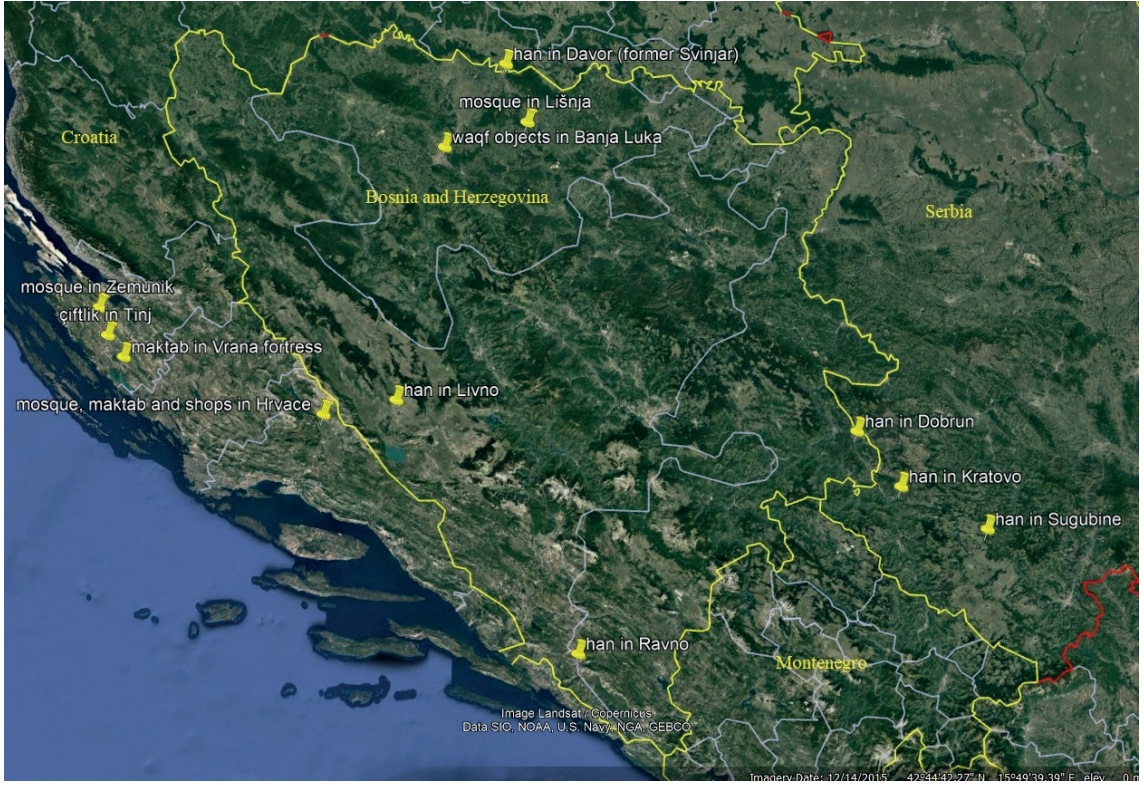 han in Davor (former Svinjar)
mosque in Lišnja
Croatia
waqf objects in Banja Luka
Bosnia and Herzegovina
Serbia
mosque in Zemunik
çiftlik in Tinj
maktab in Vrana fortress
han in Livno
mosque, maktab and shops in Hrvace
han in Dobrun
han in Kratovo
han in Sugubine
han in Ravno
Montenegro
Image Landsat / Copernicus
Data SIO, NOAA, U.S. Navy, NGA, GEBCO
Imagery Date: 12/14/2015 42°44'42.27" N 15°49'39.39" E elev 0 m